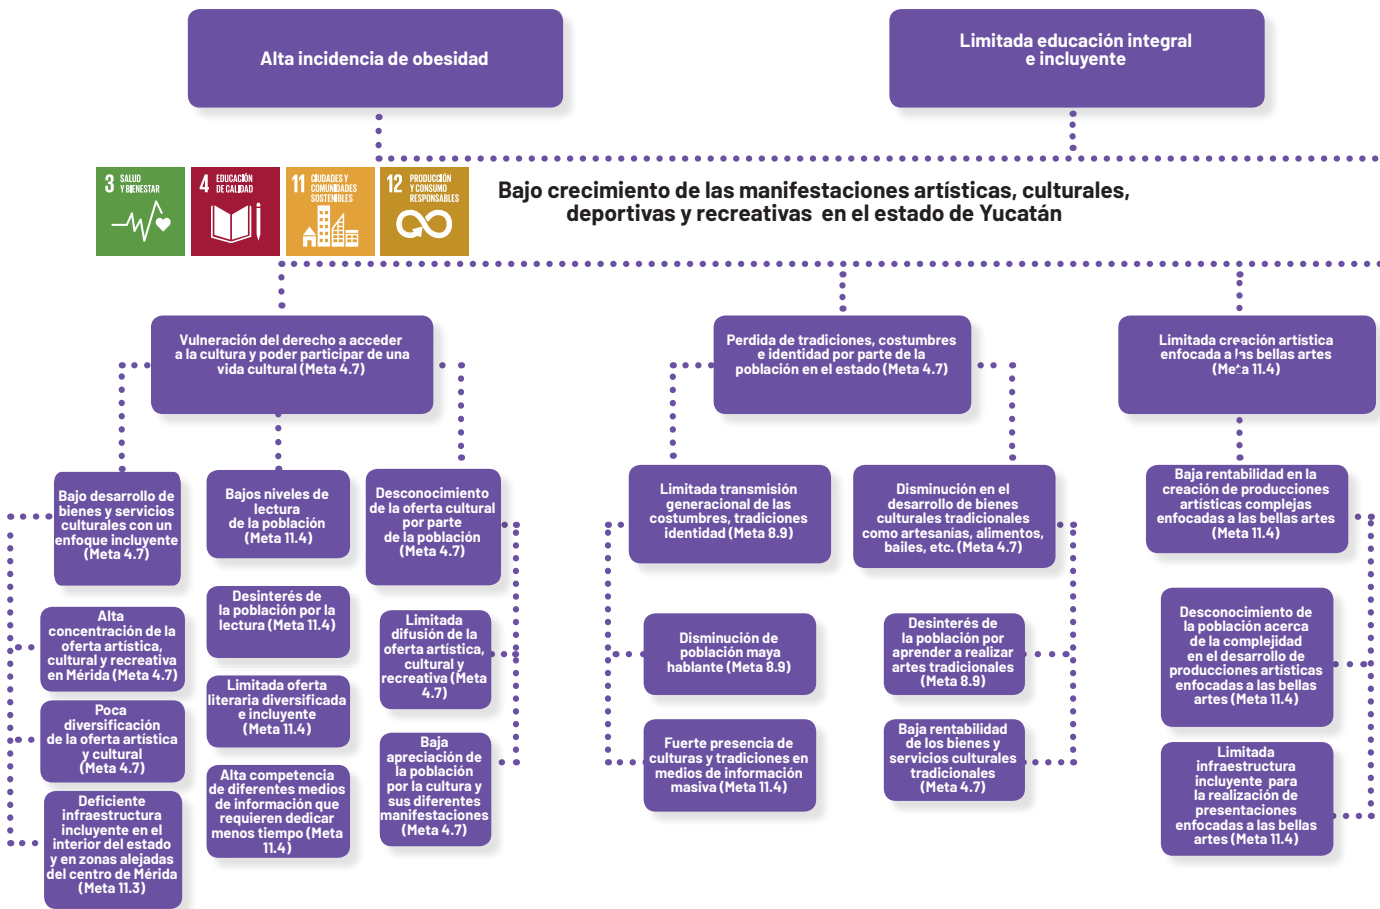 Alta incidencia de obesidad
Limitada educación integral
e incluyente
3 SALUD
Y BIENESTAR
4 EDUCACIÓN
DE CALIDAD
11 CIUDADES Y
COMUNIDADES
SOSTENIBLES
12 PRODUCCIÓN
Y CONSUMO
RESPONSABLES
Bajo crecimiento de las manifestaciones artísticas, culturales,
deportivas y recreativas en el estado de Yucatán
Vulneración del derecho a acceder
a la cultura y poder participar de una
vida cultural (Meta 4.7)
Perdida de tradiciones, costumbres
e identidad por parte de la
población en el estado (Meta 4.7)
Limitada creación artística
enfocada a las bellas artes
(Meta 11.4)
Bajo desarrollo de
bienes y servicios
culturales con un
enfoque incluyente
(Meta 4.7)
Alta
concentración de la
oferta artística,
cultural y recreativa
en Mérida (Meta 4.7)
Poca
diversificación
de la oferta artística
y cultural
(Meta 4.7)
Deficiente
infraestructura
incluyente en el
interior del estado
y en zonas alejadas
del centro de Mérida
(Meta 11.3)
Bajos niveles de
lectura
de la población
(Meta 11.4)
Desinterés de
la población por la
lectura (Meta 11.4)
Limitada oferta
literaria diversificada
e incluyente
(Meta 11.4)
Alta competencia
de diferentes medios
de información que
requieren dedicar
menos tiempo (Meta
11.4)
Desconocimiento
de la oferta cultural
por parte
de la población
(Meta 4.7)
Limitada
difusión de la
oferta artística,
cultural y
recreativa (Meta
4.7)
Baja
apreciación de
la población
por la cultura y
sus diferentes
manifestaciones
(Meta 4.7)
Limitada transmisión
generacional de las
costumbres, tradiciones
identidad (Meta 8.9)
Disminución de
población maya
hablante (Meta 8.9)
Fuerte presencia de
culturas y tradiciones en
medios de información
masiva (Meta 11.4)
Disminución en el
desarrollo de bienes
culturales tradicionales
como artesanías, alimentos,
bailes, etc. (Meta 4.7)
Desinterés de
la población por
aprender a realizar
artes tradicionales
(Meta 8.9)
Baja rentabilidad
de los bienes y
servicios culturales
tradicionales
(Meta 4.7)
Baja rentabilidad en la
creación de producciones
artísticas complejas
enfocadas a las bellas artes
(Meta 11.4)
Desconocimiento de
la población acerca
de la complejidad
en el desarrollo de
producciones artísticas
enfocadas a las bellas
artes (Meta 11.4)
Limitada
infraestructura
incluyente para
la realización de
presentaciones
enfocadas a las bellas
artes (Meta 11.4)